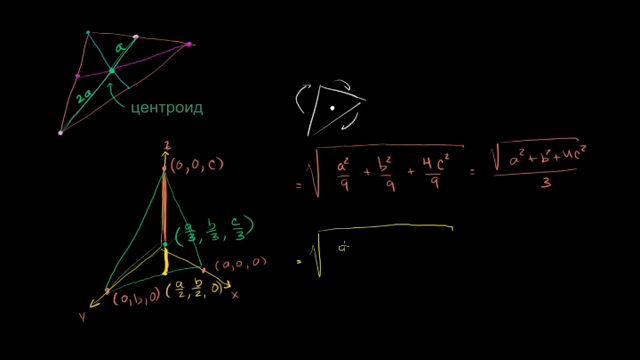 a
2a
центроид
z
(0, 0, c)
(a/3, b/3, c/3)
(a, 0, 0)
(0, b, 0)
(a/2, b/2, 0)
x
y
= √(a²/9 + b²/9 + 4c²/9) = √(a² + b² + 4c²)/3
= √(a